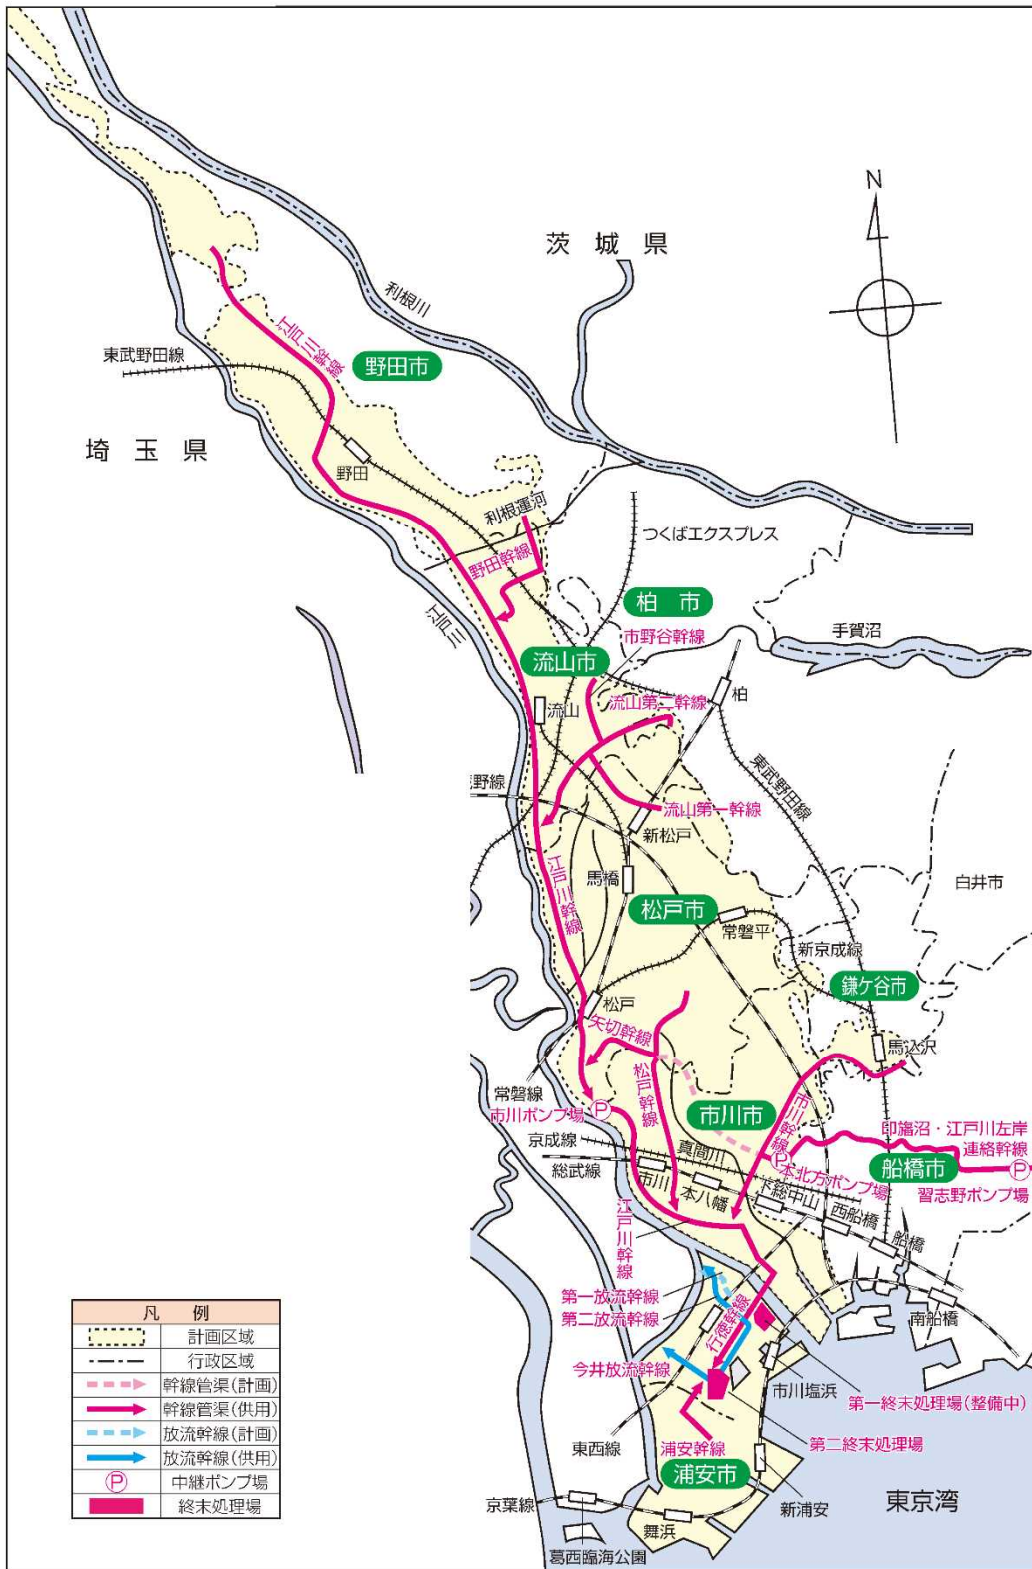 N
茨城県
利根川
江戸川幹線
東武野田線
野田市
埼玉県
野田
利根運河
つくばエクスプレス
野田幹線
柏市
江戸川
市野谷幹線
手賀沼
流山市
柏
流山第二幹線
流山
東武野田線
野線
流山第一幹線
新松戸
馬橋
江戸川幹線
白井市
松戸市
常磐平
新京成線
鎌ケ谷市
松戸
矢切幹線
馬込沢
常磐線
松戸幹線
市川幹線
市川ポンプ場
P
市川市
印旛沼・江戸川左岸
連絡幹線
京成線
真間川
P
船橋市
P
総武線
市川
本北方ポンプ場
習志野ポンプ場
本八幡
下総中山
西船橋
船橋
江戸川幹線
第一放流幹線
第二放流幹線
行徳幹線
南船橋
今井放流幹線
市川塩浜
第一終末処理場(整備中)
東西線
浦安幹線
第二終末処理場
浦安市
京葉線
新浦安
東京湾
舞浜
葛西臨海公園
凡例
計画区域
行政区域
幹線管渠(計画)
幹線管渠(供用)
放流幹線(計画)
放流幹線(供用)
P 中継ポンプ場
終末処理場